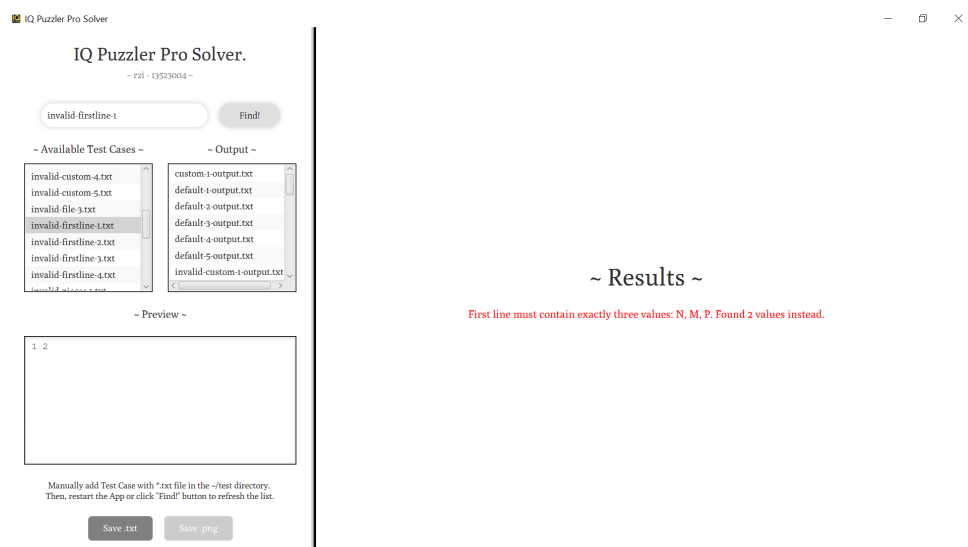 IQ Puzzler Pro Solver
IQ Puzzler Pro Solver.
~ rzi - 13523004 ~
invalid-firstline-1
Find!
~ Available Test Cases ~
invalid-custom-4.txt
invalid-custom-5.txt
invalid-file-3.txt
invalid-firstline-1.txt
invalid-firstline-2.txt
invalid-firstline-3.txt
invalid-firstline-4.txt
invalid-pieces-1.txt
~ Output ~
custom-1-output.txt
default-1-output.txt
default-2-output.txt
default-3-output.txt
default-4-output.txt
default-5-output.txt
invalid-custom-1-output.txt
~ Preview ~
1 2
Manually add Test Case with *.txt file in the ~/test directory.
Then, restart the App or click "Find!" button to refresh the list.
Save .txt
Save .png
~ Results ~
First line must contain exactly three values: N, M, P. Found 2 values instead.